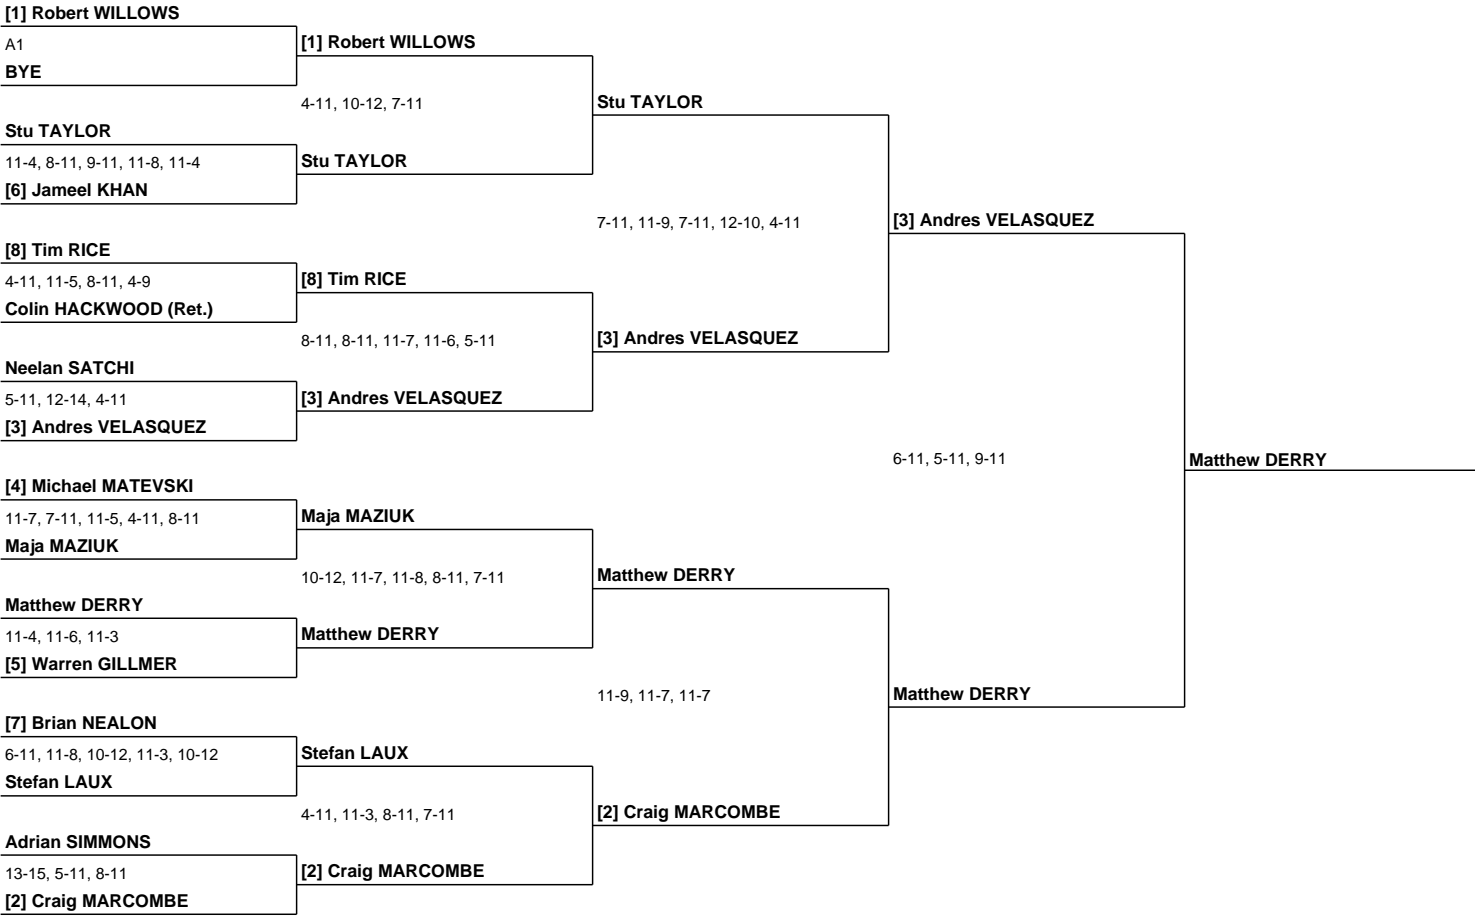 [1] Robert WILLOWS
A1
BYE
[1] Robert WILLOWS
4-11, 10-12, 7-11
Stu TAYLOR
Stu TAYLOR
11-4, 8-11, 9-11, 11-8, 11-4
[6] Jameel KHAN
Stu TAYLOR
7-11, 11-9, 7-11, 12-10, 4-11
[3] Andres VELASQUEZ
[8] Tim RICE
4-11, 11-5, 8-11, 4-9
Colin HACKWOOD (Ret.)
[8] Tim RICE
8-11, 8-11, 11-7, 11-6, 5-11
[3] Andres VELASQUEZ
Neelan SATCHI
5-11, 12-14, 4-11
[3] Andres VELASQUEZ
[3] Andres VELASQUEZ
6-11, 5-11, 9-11
Matthew DERRY
[4] Michael MATEVSKI
11-7, 7-11, 11-5, 4-11, 8-11
Maja MAZIUK
Maja MAZIUK
10-12, 11-7, 11-8, 8-11, 7-11
Matthew DERRY
Matthew DERRY
11-4, 11-6, 11-3
[5] Warren GILLMER
Matthew DERRY
11-9, 11-7, 11-7
Matthew DERRY
[7] Brian NEALON
6-11, 11-8, 10-12, 11-3, 10-12
Stefan LAUX
Stefan LAUX
4-11, 11-3, 8-11, 7-11
[2] Craig MARCOMBE
Adrian SIMMONS
13-15, 5-11, 8-11
[2] Craig MARCOMBE
[2] Craig MARCOMBE